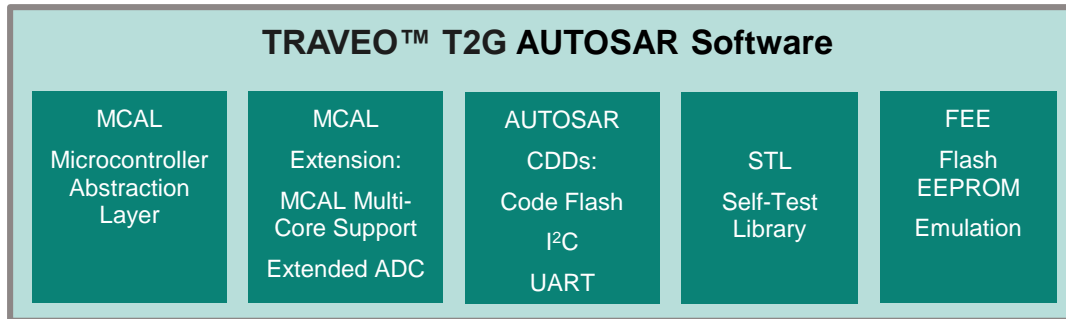 TRAVEO™ T2G AUTOSAR Software
MCAL
Microcontroller
Abstraction
Layer
MCAL
Extension:
MCAL Multi-
Core Support
Extended ADC
AUTOSAR
CDDs:
Code Flash
I²C
UART
STL
Self-Test
Library
FEE
Flash
EEPROM
Emulation